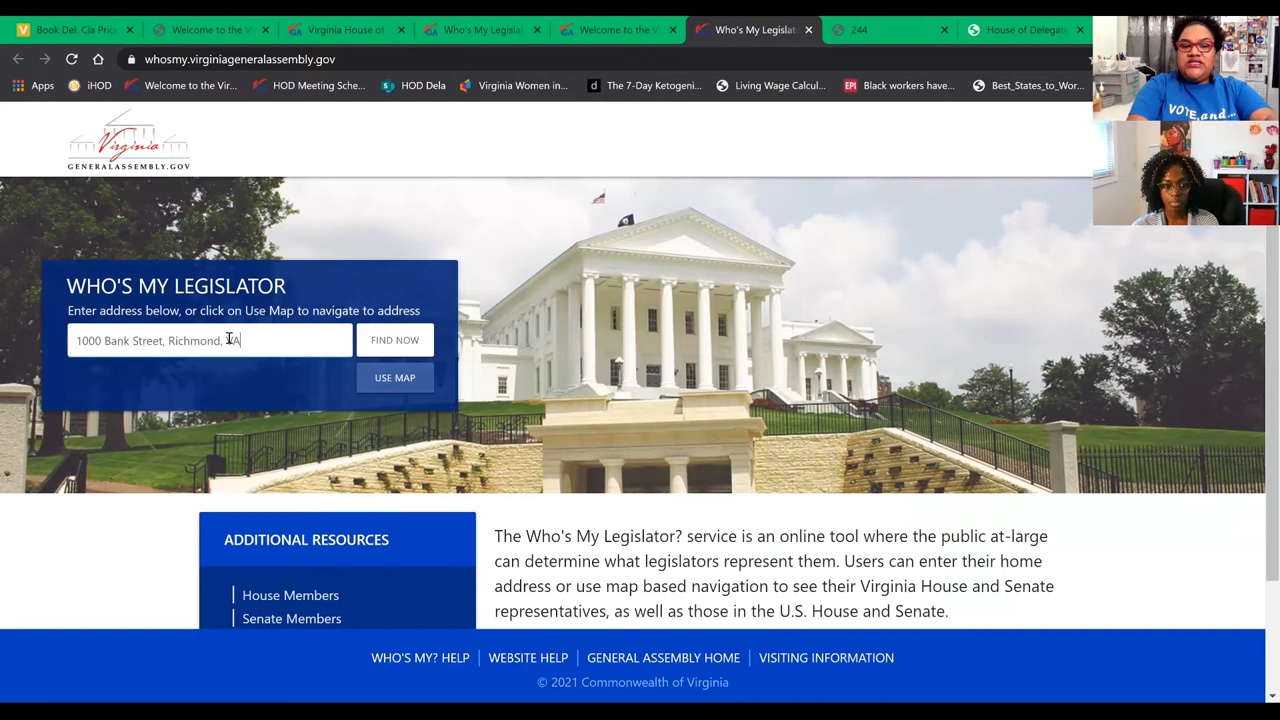 Book Del. Cia Pric
Welcome to the V
Virginia House of
Who's My Legislat
Welcome to the V
Who's My Legislat
244
House of Delegat
whosmy.virginiageneralassembly.gov
Apps
iHOD
Welcome to the Vir...
HOD Meeting Sche...
HOD Dela
Virginia Women in...
The 7-Day Ketogeni...
Living Wage Calcul...
EPI
Black workers have...
Best_States_to_Wor...
VOTE, and...
Virginia
GENERALASSEMBLY.GOV
WHO'S MY LEGISLATOR
Enter address below, or click on Use Map to navigate to address
1000 Bank Street, Richmond, VA
FIND NOW
USE MAP
ADDITIONAL RESOURCES
House Members
Senate Members
The Who's My Legislator? service is an online tool where the public at-large
can determine what legislators represent them. Users can enter their home
address or use map based navigation to see their Virginia House and Senate
representatives, as well as those in the U.S. House and Senate.
WHO'S MY? HELP
WEBSITE HELP
GENERAL ASSEMBLY HOME
VISITING INFORMATION
© 2021 Commonwealth of Virginia